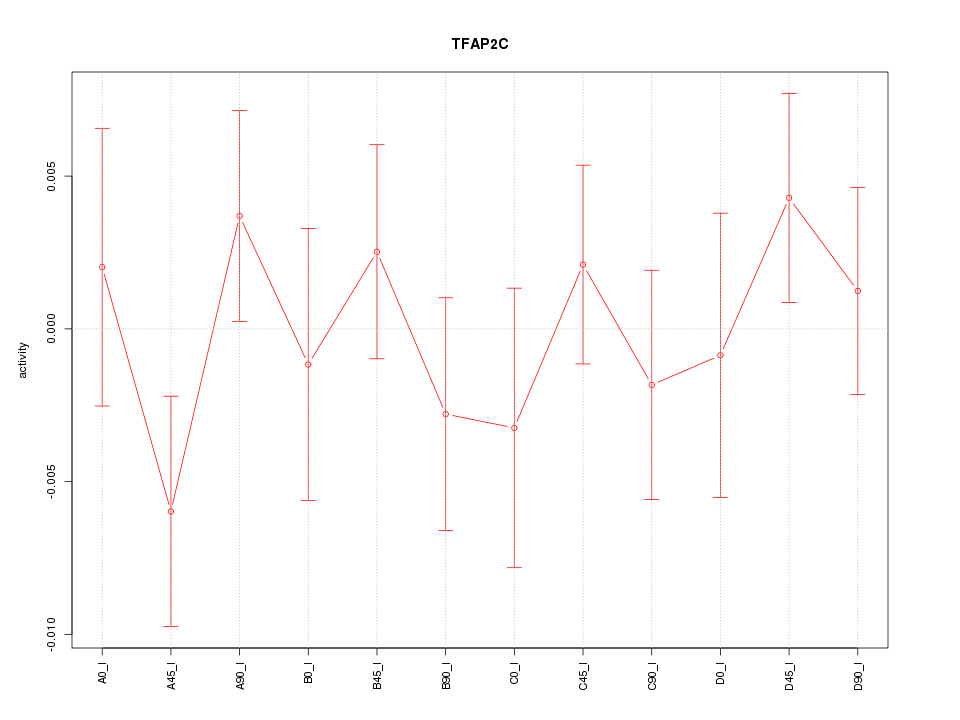 TFAP2C
activity
0.005
0.000
-0.005
-0.010
A0_I
A45_I
A90_I
B0_I
B45_I
B90_I
C0_I
C45_I
C90_I
D0_I
D45_I
D90_I